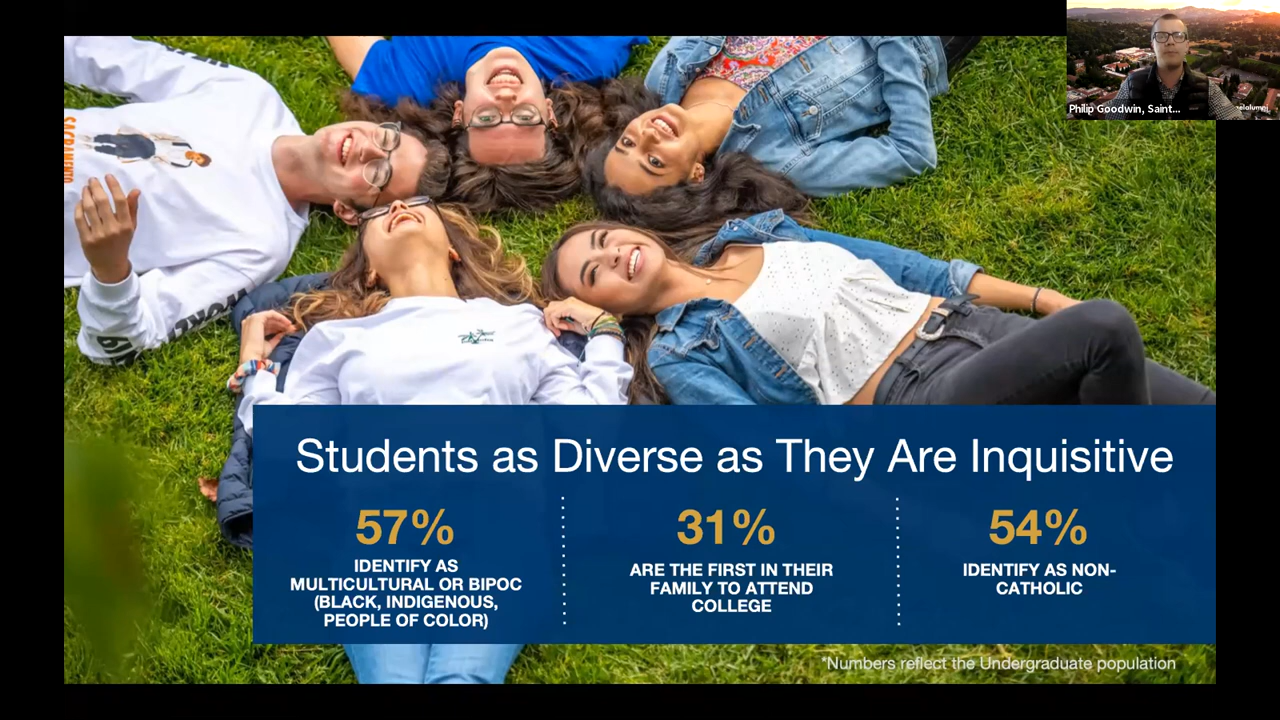 Philip Goodwin, Saint...
SACRAMENTO
Students as Diverse as They Are Inquisitive
57%
IDENTIFY AS
MULTICULTURAL OR BIPOC
(BLACK, INDIGENOUS,
PEOPLE OF COLOR)
31%
ARE THE FIRST IN THEIR
FAMILY TO ATTEND
COLLEGE
54%
IDENTIFY AS NON-
CATHOLIC
*Numbers reflect the Undergraduate population